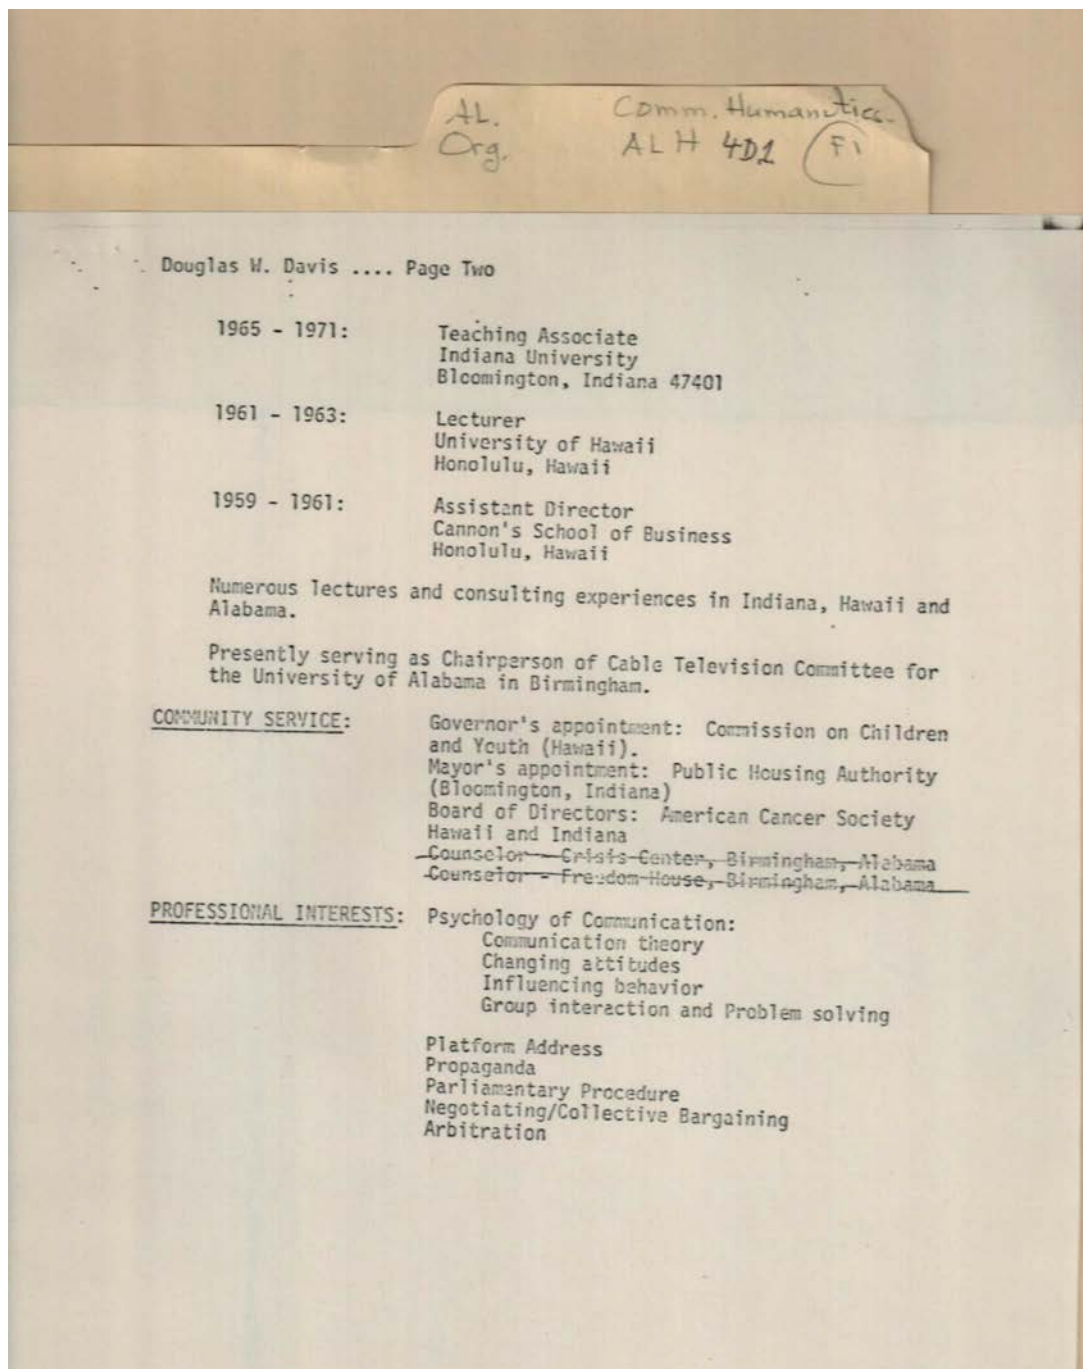 AL. Comm. Humanities.
Org. ALH 4D1 F1
Douglas W. Davis .... Page Two
1965 - 1971: Teaching Associate
Indiana University
Bloomington, Indiana 47401
1961 - 1963: Lecturer
University of Hawaii
Honolulu, Hawaii
1959 - 1961: Assistant Director
Cannon's School of Business
Honolulu, Hawaii
Numerous lectures and consulting experiences in Indiana, Hawaii and
Alabama.
Presently serving as Chairperson of Cable Television Committee for
the University of Alabama in Birmingham.
COMMUNITY SERVICE: Governor's appointment: Commission on Children
and Youth (Hawaii).
Mayor's appointment: Public Housing Authority
(Bloomington, Indiana)
Board of Directors: American Cancer Society
Hawaii and Indiana
Counselor - Crisis Center, Birmingham, Alabama
Counselor - Freedom House, Birmingham, Alabama
PROFESSIONAL INTERESTS: Psychology of Communication:
Communication theory
Changing attitudes
Influencing behavior
Group interaction and Problem solving
Platform Address
Propaganda
Parliamentary Procedure
Negotiating/Collective Bargaining
Arbitration